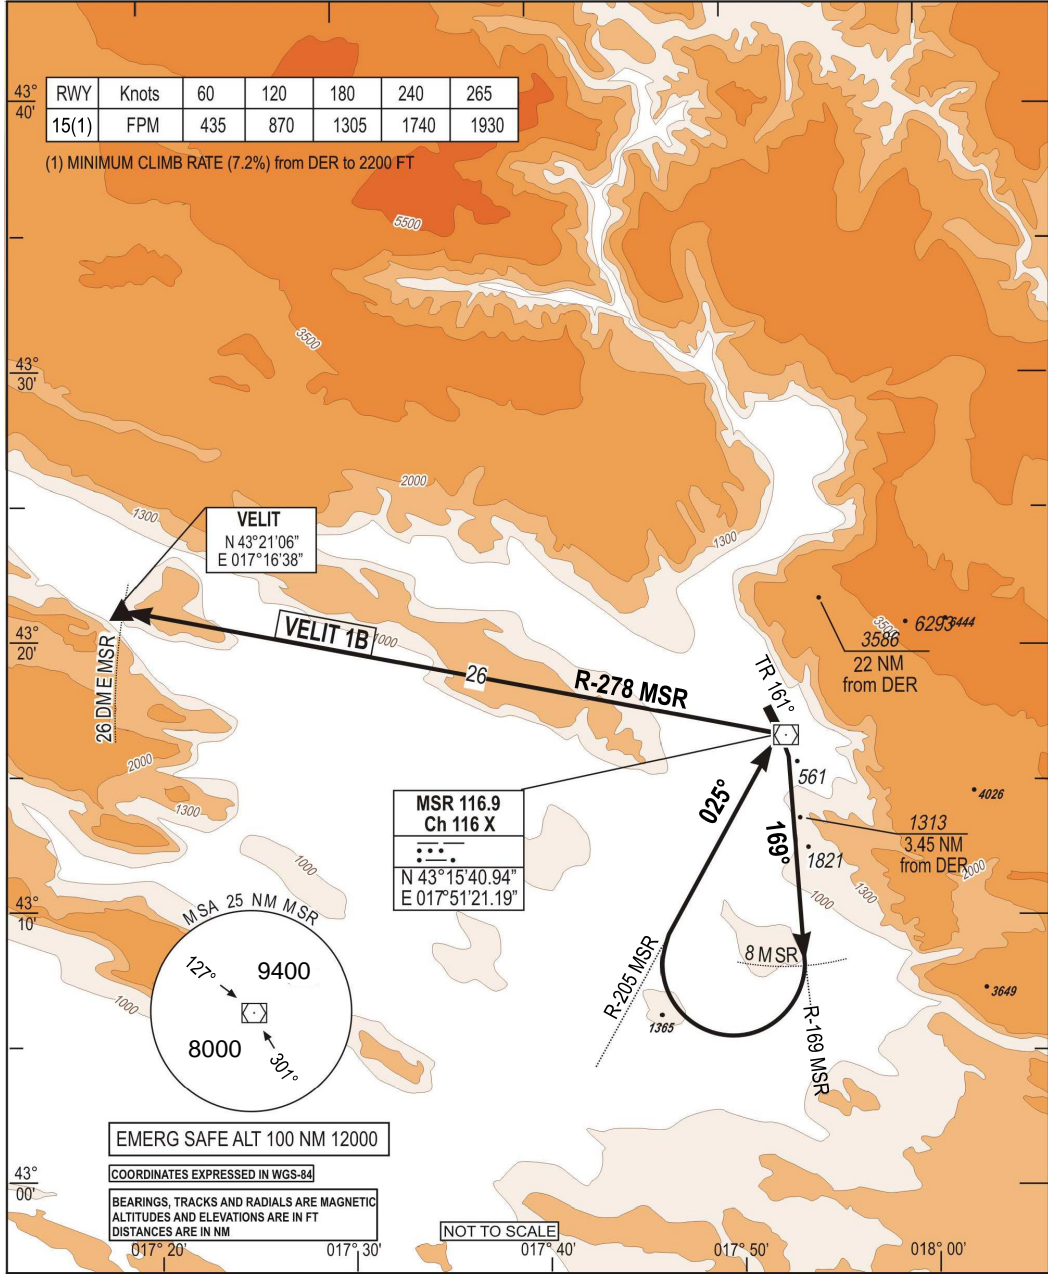 43°
40'
RWY Knots 60 120 180 240 265
15(1) FPM 435 870 1305 1740 1930
(1) MINIMUM CLIMB RATE (7.2%) from DER to 2200 FT
5500
3500
43°
30'
2000
1300
1300
VELIT
N 43°21'06"
E 017°16'38"
VELIT 1B
1000
26
R-278 MSR
26 DM E MSR
43°
20'
3500
6293
6444
3586
22 NM
from DER
TR 161°
561
4026
MSR 116.9
Ch 116 X
N 43°15'40.94"
E 017°51'21.19"
025°
169°
1313
3.45 NM
from DER
1821
2000
1300
1000
2000
1300
1000
43°
10'
MSA 25 NM MSR
127°
9400
8000
301°
1000
R-205 MSR
8 MSR
R-169 MSR
1365
3649
EMERG SAFE ALT 100 NM 12000
COORDINATES EXPRESSED IN WGS-84
BEARINGS, TRACKS AND RADIALS ARE MAGNETIC
ALTITUDES AND ELEVATIONS ARE IN FT
DISTANCES ARE IN NM
NOT TO SCALE
43°
00'
017° 20' 017° 30' 017° 40' 017° 50' 018° 00'